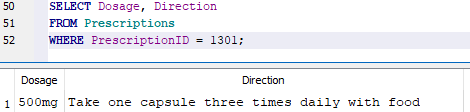 50 SELECT Dosage, Direction
51 FROM Prescriptions
52 WHERE PrescriptionID = 1301;
Dosage Direction
1 500mg Take one capsule three times daily with food